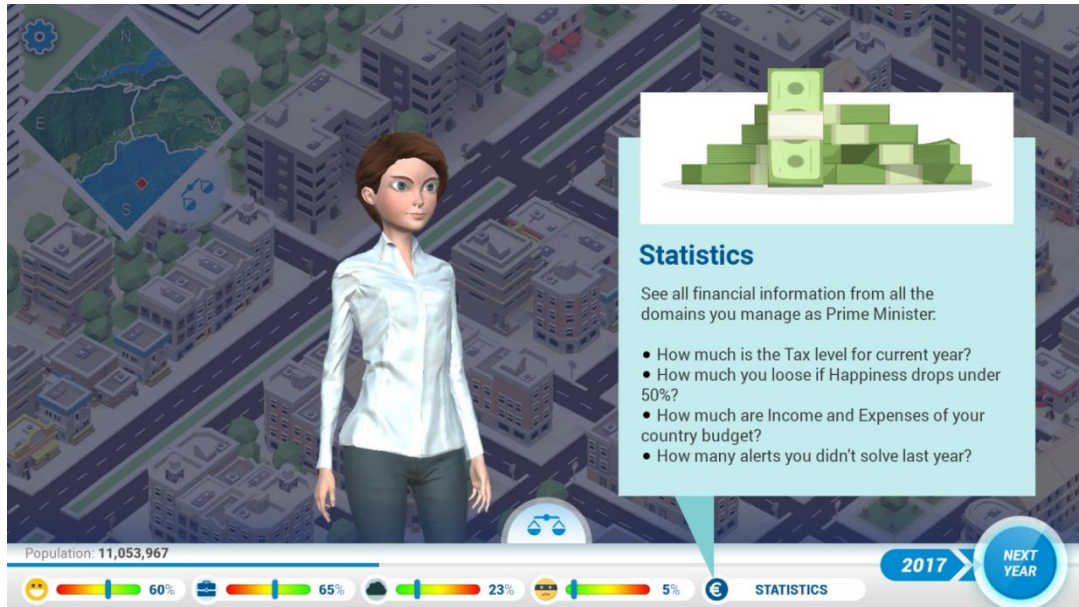 N
E
W
S
Statistics
See all financial information from all the
domains you manage as Prime Minister:
● How much is the Tax level for current year?
● How much you loose if Happiness drops under
50%?
● How much are Income and Expenses of your
country budget?
● How many alerts you didn't solve last year?
Population: 11,053,967
2017
NEXT
YEAR
60%
65%
23%
5%
€
STATISTICS